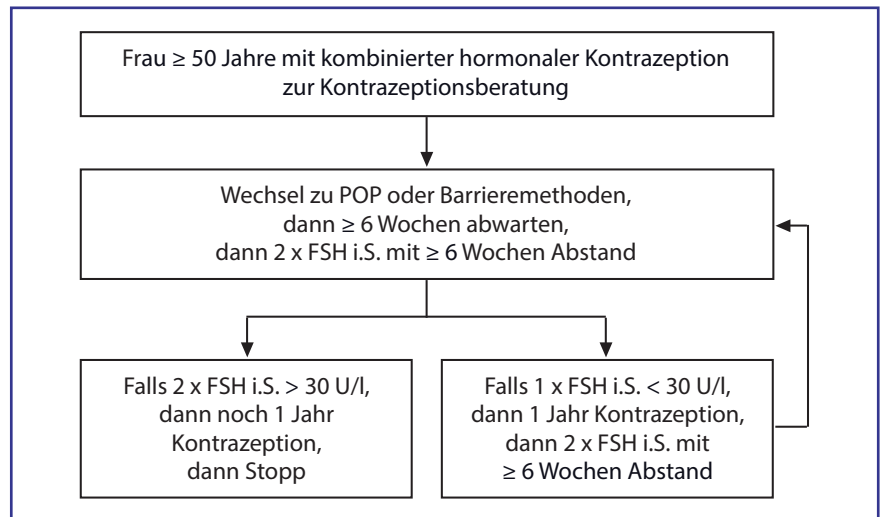 Frau ≥ 50 Jahre mit kombinierter hormonaler Kontrazeption
zur Kontrazeptionsberatung
Wechsel zu POP oder Barrieremethoden,
dann ≥ 6 Wochen abwarten,
dann 2 x FSH i.S. mit ≥ 6 Wochen Abstand
Falls 2 x FSH i.S. > 30 U/l,
dann noch 1 Jahr
Kontrazeption,
dann Stopp
Falls 1 x FSH i.S. < 30 U/l,
dann 1 Jahr Kontrazeption,
dann 2 x FSH i.S. mit
≥ 6 Wochen Abstand